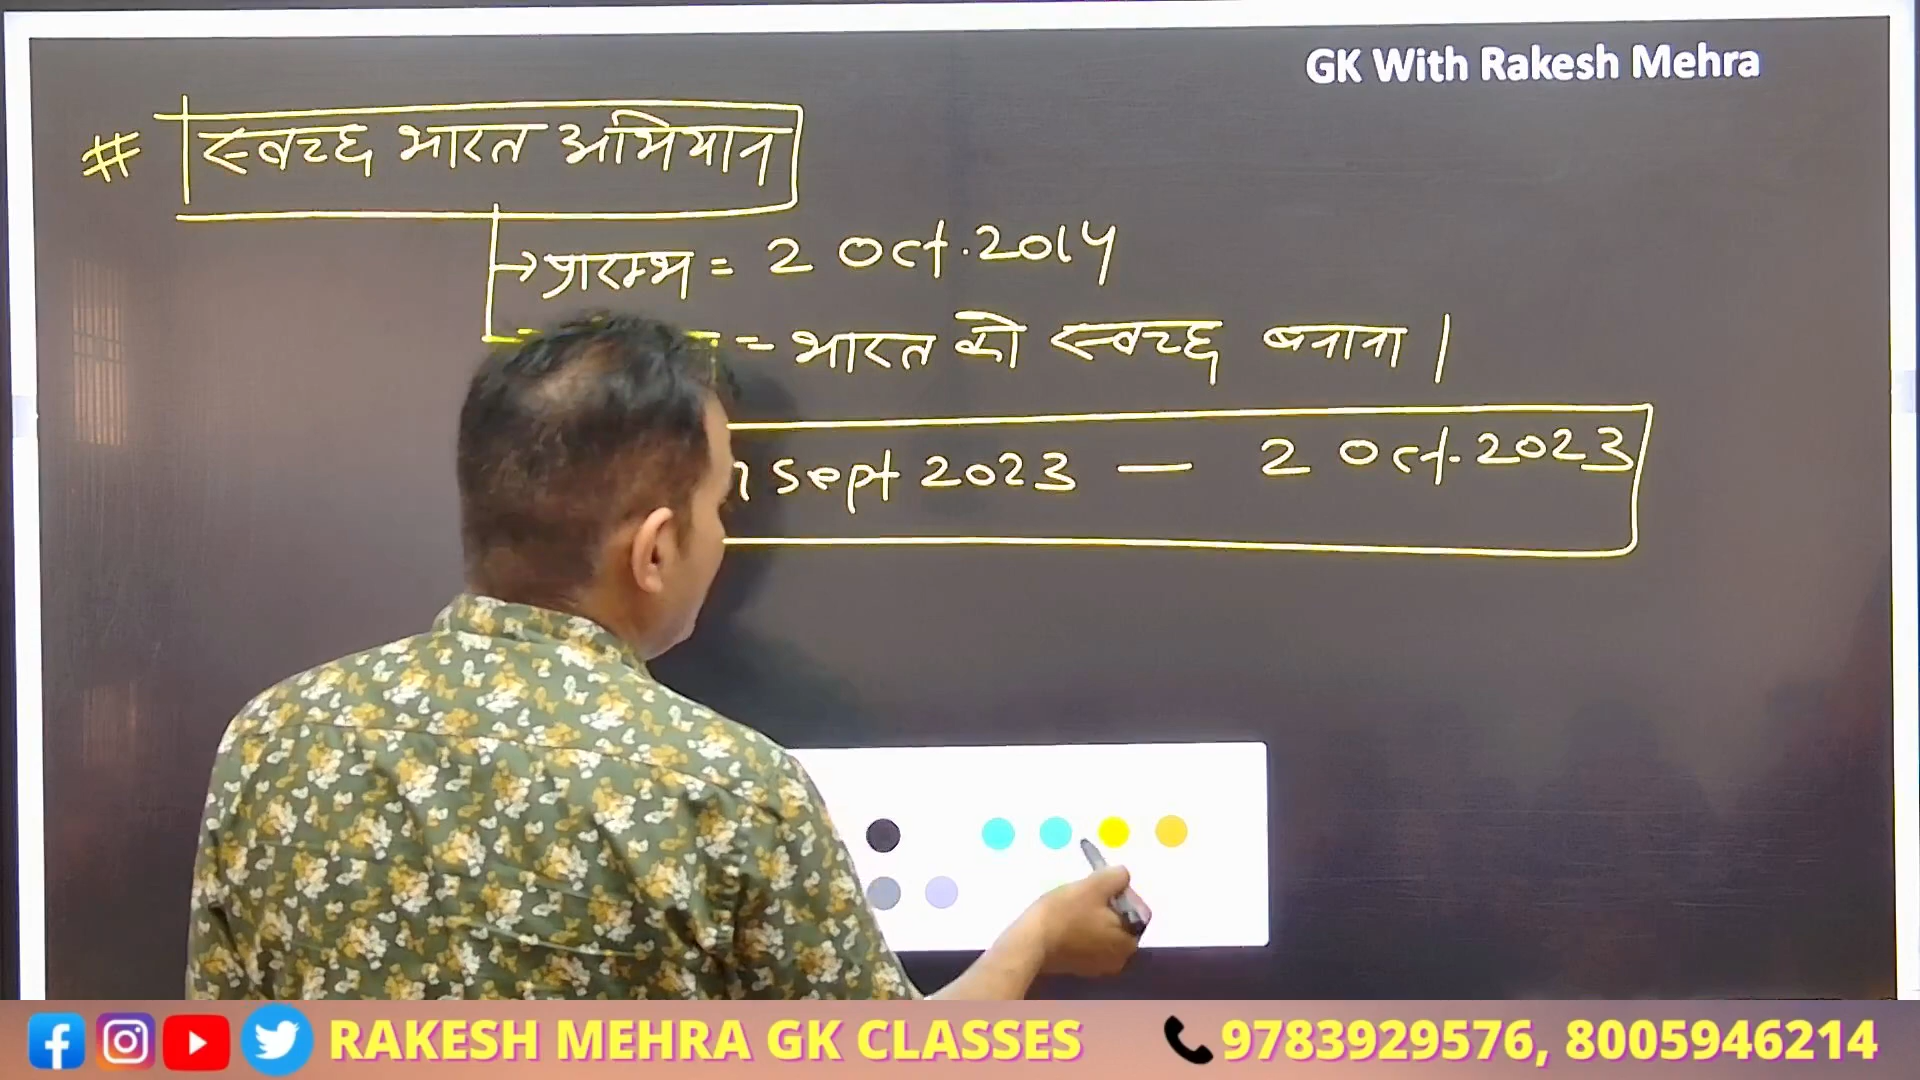 GK With Rakesh Mehra
# स्वच्छ भारत अभियान
→ प्रारम्भ = 2 Oct. 2014
= भारत को स्वच्छ बनाना |
Sept 2023 — 2 Oct. 2023
RAKESH MEHRA GK CLASSES 9783929576, 8005946214